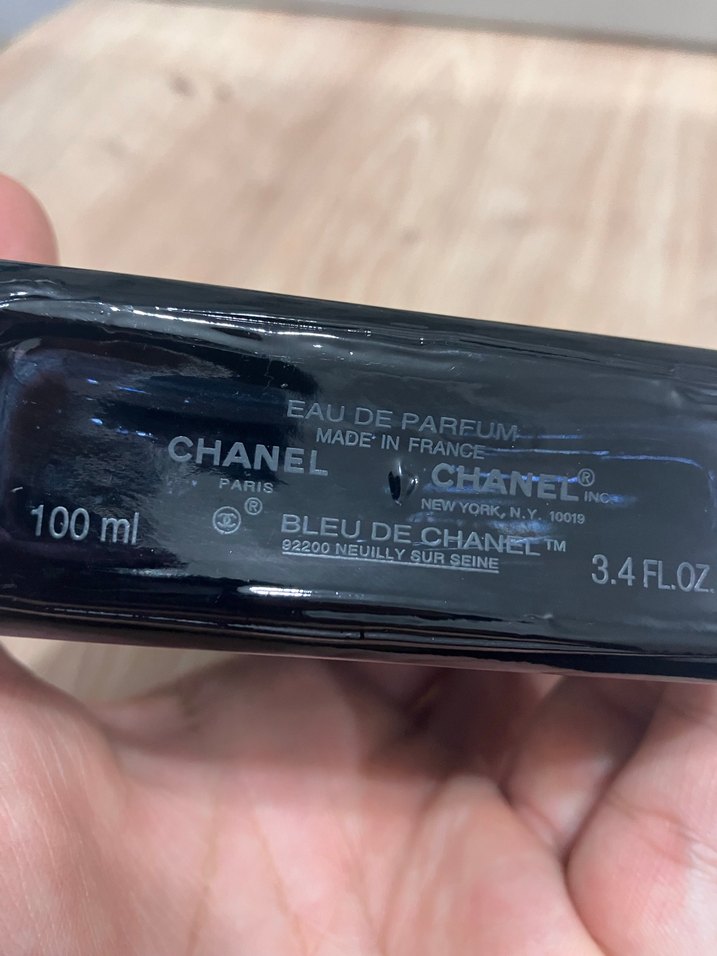 EAU DE PARFUM
MADE IN FRANCE
CHANEL
PARIS
CHANEL® INC
NEW YORK, N.Y. 10019
100 ml
®
BLEU DE CHANEL™
92200 NEUILLY SUR SEINE
3.4 FL.OZ.